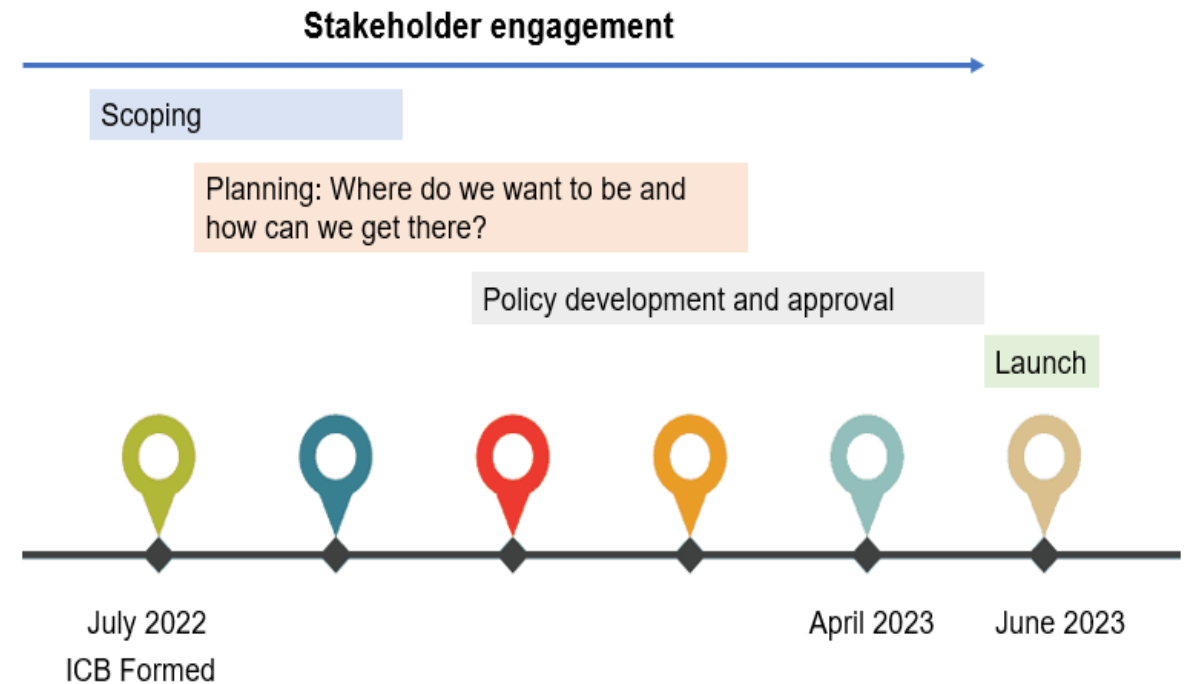 Stakeholder engagement
Scoping
Planning: Where do we want to be and
how can we get there?
Policy development and approval
Launch
July 2022
ICB Formed
April 2023
June 2023